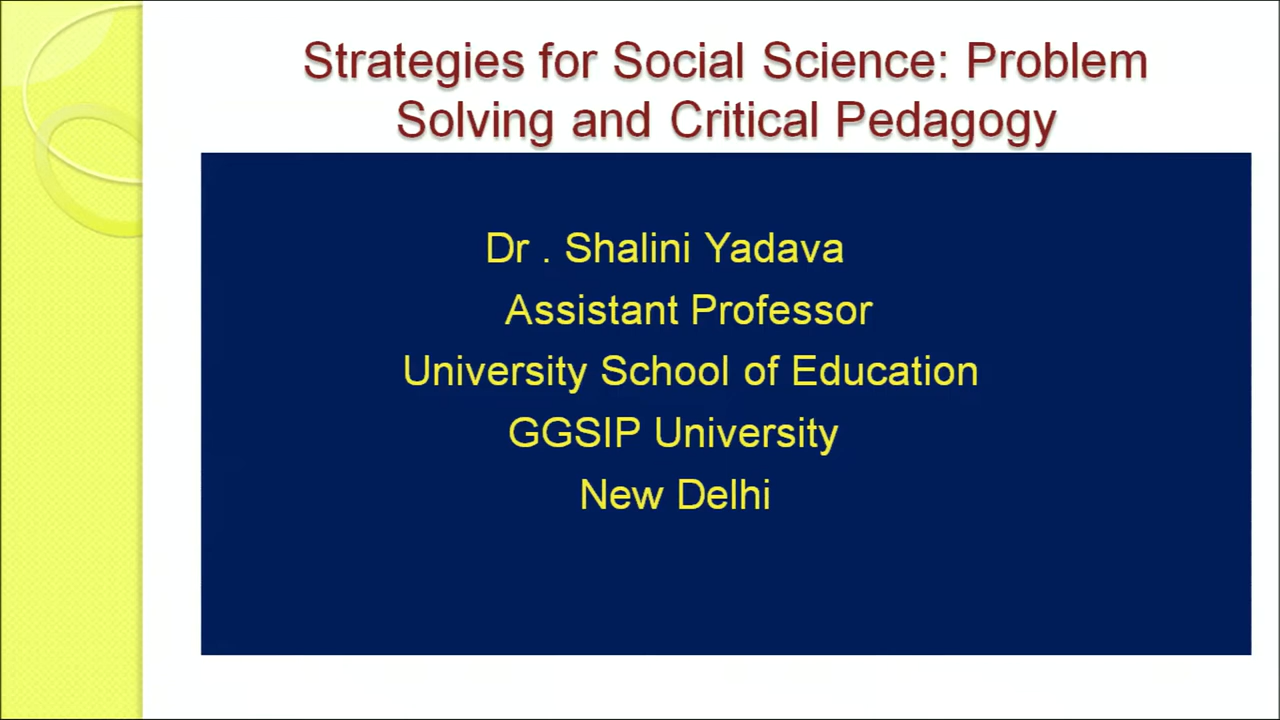 Strategies for Social Science: Problem
Solving and Critical Pedagogy
Dr . Shalini Yadava
Assistant Professor
University School of Education
GGSIP University
New Delhi